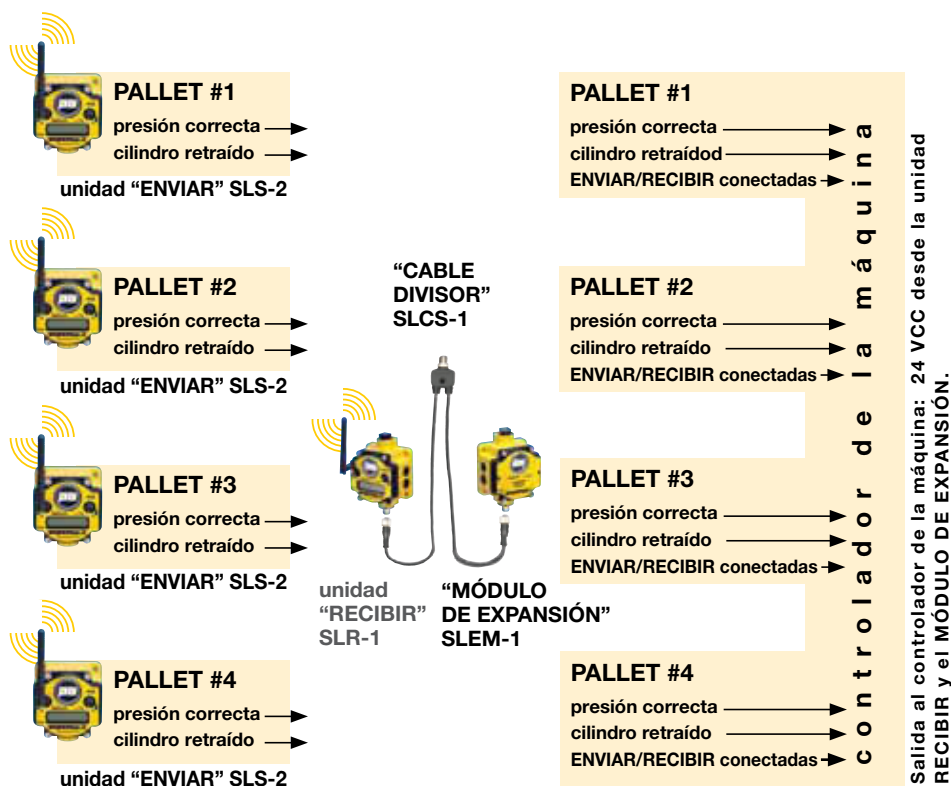 PALLET #1
presión correcta
cilindro retraído
unidad “ENVIAR” SLS-2
PALLET #2
presión correcta
cilindro retraído
unidad “ENVIAR” SLS-2
PALLET #3
presión correcta
cilindro retraído
unidad “ENVIAR” SLS-2
PALLET #4
presión correcta
cilindro retraído
unidad “ENVIAR” SLS-2
“CABLE
DIVISOR”
SLCS-1
unidad
“RECIBIR”
SLR-1
“MÓDULO
DE EXPANSIÓN”
SLEM-1
PALLET #1
presión correcta
cilindro retraídod
ENVIAR/RECIBIR conectadas
PALLET #2
presión correcta
cilindro retraído
ENVIAR/RECIBIR conectadas
PALLET #3
presión correcta
cilindro retraído
ENVIAR/RECIBIR conectadas
PALLET #4
presión correcta
cilindro retraído
ENVIAR/RECIBIR conectadas
controlador de la máquina
Salida al controlador de la máquina: 24 VCC desde la unidad
RECIBIR y el MÓDULO DE EXPANSIÓN.